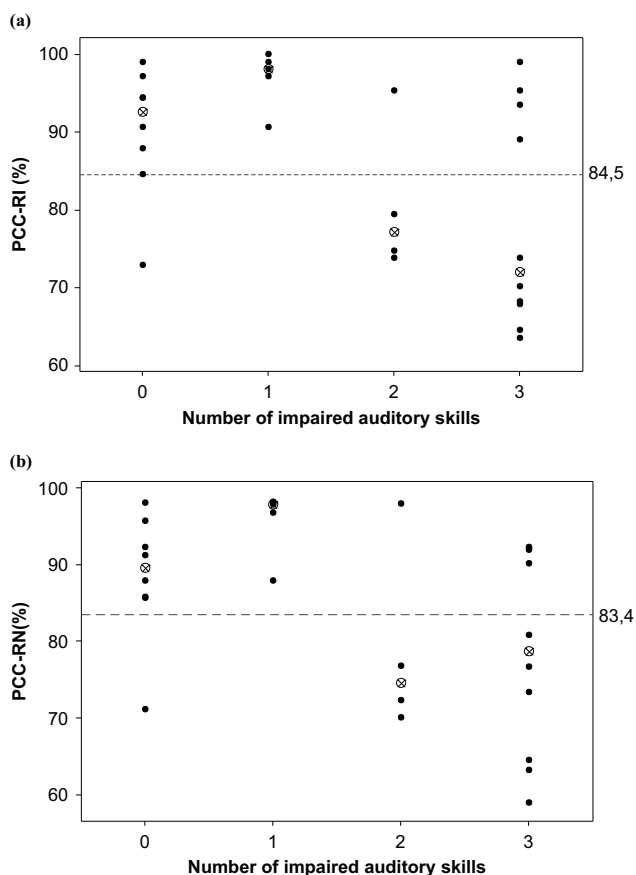 (a)
100
90
80
70
60
PCC-RI (%)
84,5
0 1 2 3
Number of impaired auditory skills
(b)
100
90
80
70
60
PCC-RN(%)
83,4
0 1 2 3
Number of impaired auditory skills